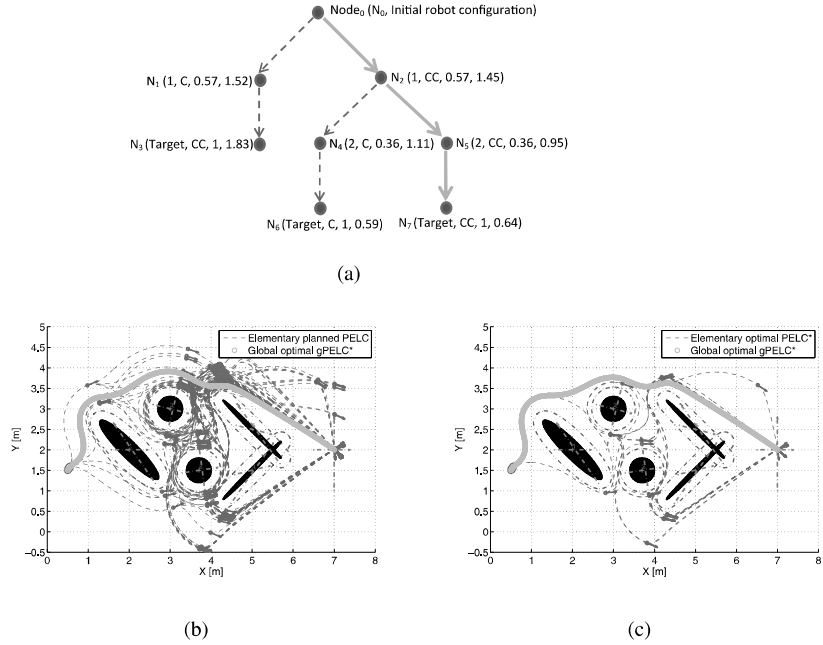 Node₀ (N₀, Initial robot configuration)
N₁ (1, C, 0.57, 1.52)
N₂ (1, CC, 0.57, 1.45)
N₃ (Target, CC, 1, 1.83)
N₄ (2, C, 0.36, 1.11)
N₅ (2, CC, 0.36, 0.95)
N₆ (Target, C, 1, 0.59)
N₇ (Target, CC, 1, 0.64)
(a)
Elementary planned PELC
Global optimal gPELC*
5
4.5
4
3.5
3
2.5
2
1.5
1
0.5
0
−0.5
Y [m]
0 1 2 3 4 5 6 7 8
X [m]
(b)
Elementary optimal PELC*
Global optimal gPELC*
5
4.5
4
3.5
3
2.5
2
1.5
1
0.5
0
−0.5
Y [m]
0 1 2 3 4 5 6 7 8
X [m]
(c)